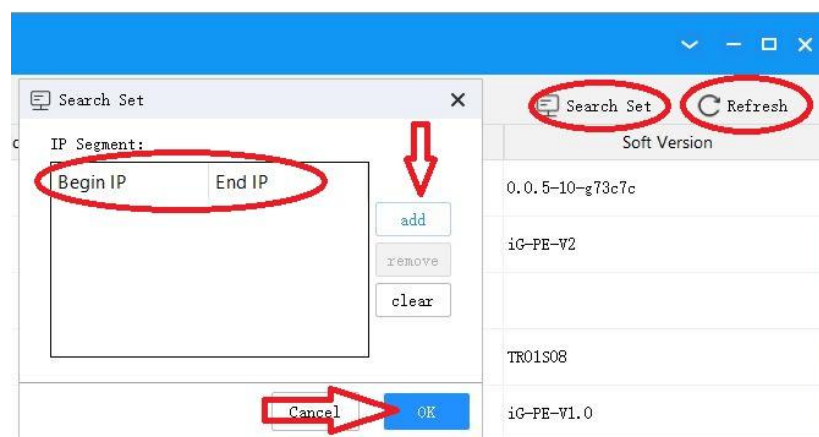 Search Set
Search Set
Refresh
IP Segment:
Soft Version
Begin IP
End IP
add
remove
clear
0.0.5-10-g73c7c
iG-PE-V2
TR01S08
Cancel
OK
iG-PE-V1.0